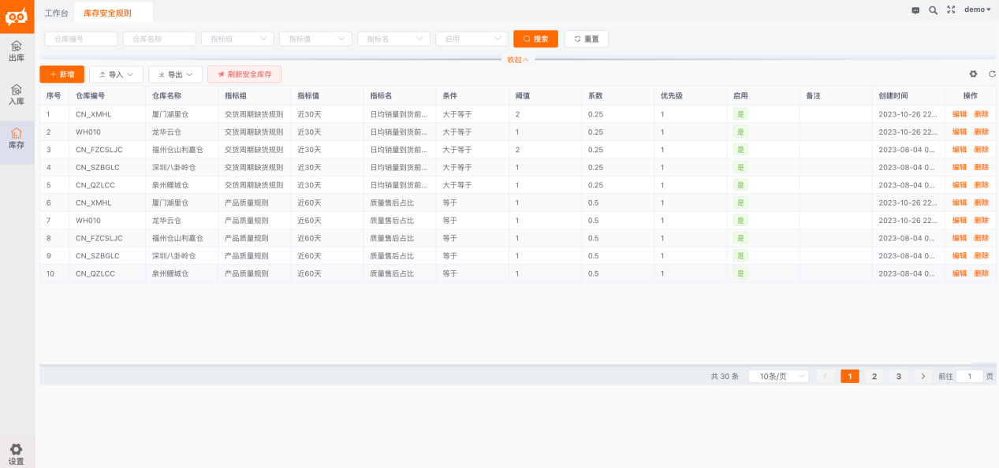 工作台 库存安全规则 demo
仓库编号 仓库名称 指标组 指标值 指标名 启用 搜索 重置
收起
出库
入库
库存
设置
+ 新增 导入 导出 刷新安全库存
序号 仓库编号 仓库名称 指标组 指标值 指标名 条件 阈值 系数 优先级 启用 备注 创建时间 操作
1 CN_XMHL 厦门湖里仓 交货周期缺货规则 近30天 日均销量到货前... 大于等于 2 0.25 1 是 2023-10-26 22... 编辑 删除
2 WH010 龙华云仓 交货周期缺货规则 近30天 日均销量到货前... 大于等于 1 0.25 1 是 2023-10-26 22... 编辑 删除
3 CN_FZCSLJC 福州仓山利嘉仓 交货周期缺货规则 近30天 日均销量到货前... 大于等于 2 0.25 1 是 2023-08-04 0... 编辑 删除
4 CN_SZBGLC 深圳八卦岭仓 交货周期缺货规则 近30天 日均销量到货前... 大于等于 1 0.25 1 是 2023-08-04 0... 编辑 删除
5 CN_QZLCC 泉州鲤城仓 交货周期缺货规则 近30天 日均销量到货前... 大于等于 1 0.25 1 是 2023-08-04 0... 编辑 删除
6 CN_XMHL 厦门湖里仓 产品质量规则 近60天 质量售后占比 等于 1 0.5 1 是 2023-10-26 22... 编辑 删除
7 WH010 龙华云仓 产品质量规则 近60天 质量售后占比 等于 1 0.5 1 是 2023-10-26 22... 编辑 删除
8 CN_FZCSLJC 福州仓山利嘉仓 产品质量规则 近60天 质量售后占比 等于 1 0.5 1 是 2023-08-04 0... 编辑 删除
9 CN_SZBGLC 深圳八卦岭仓 产品质量规则 近60天 质量售后占比 等于 1 0.5 1 是 2023-08-04 0... 编辑 删除
10 CN_QZLCC 泉州鲤城仓 产品质量规则 近60天 质量售后占比 等于 1 0.5 1 是 2023-08-04 0... 编辑 删除
共 30 条 10条/页 1 2 3 前往 1 页